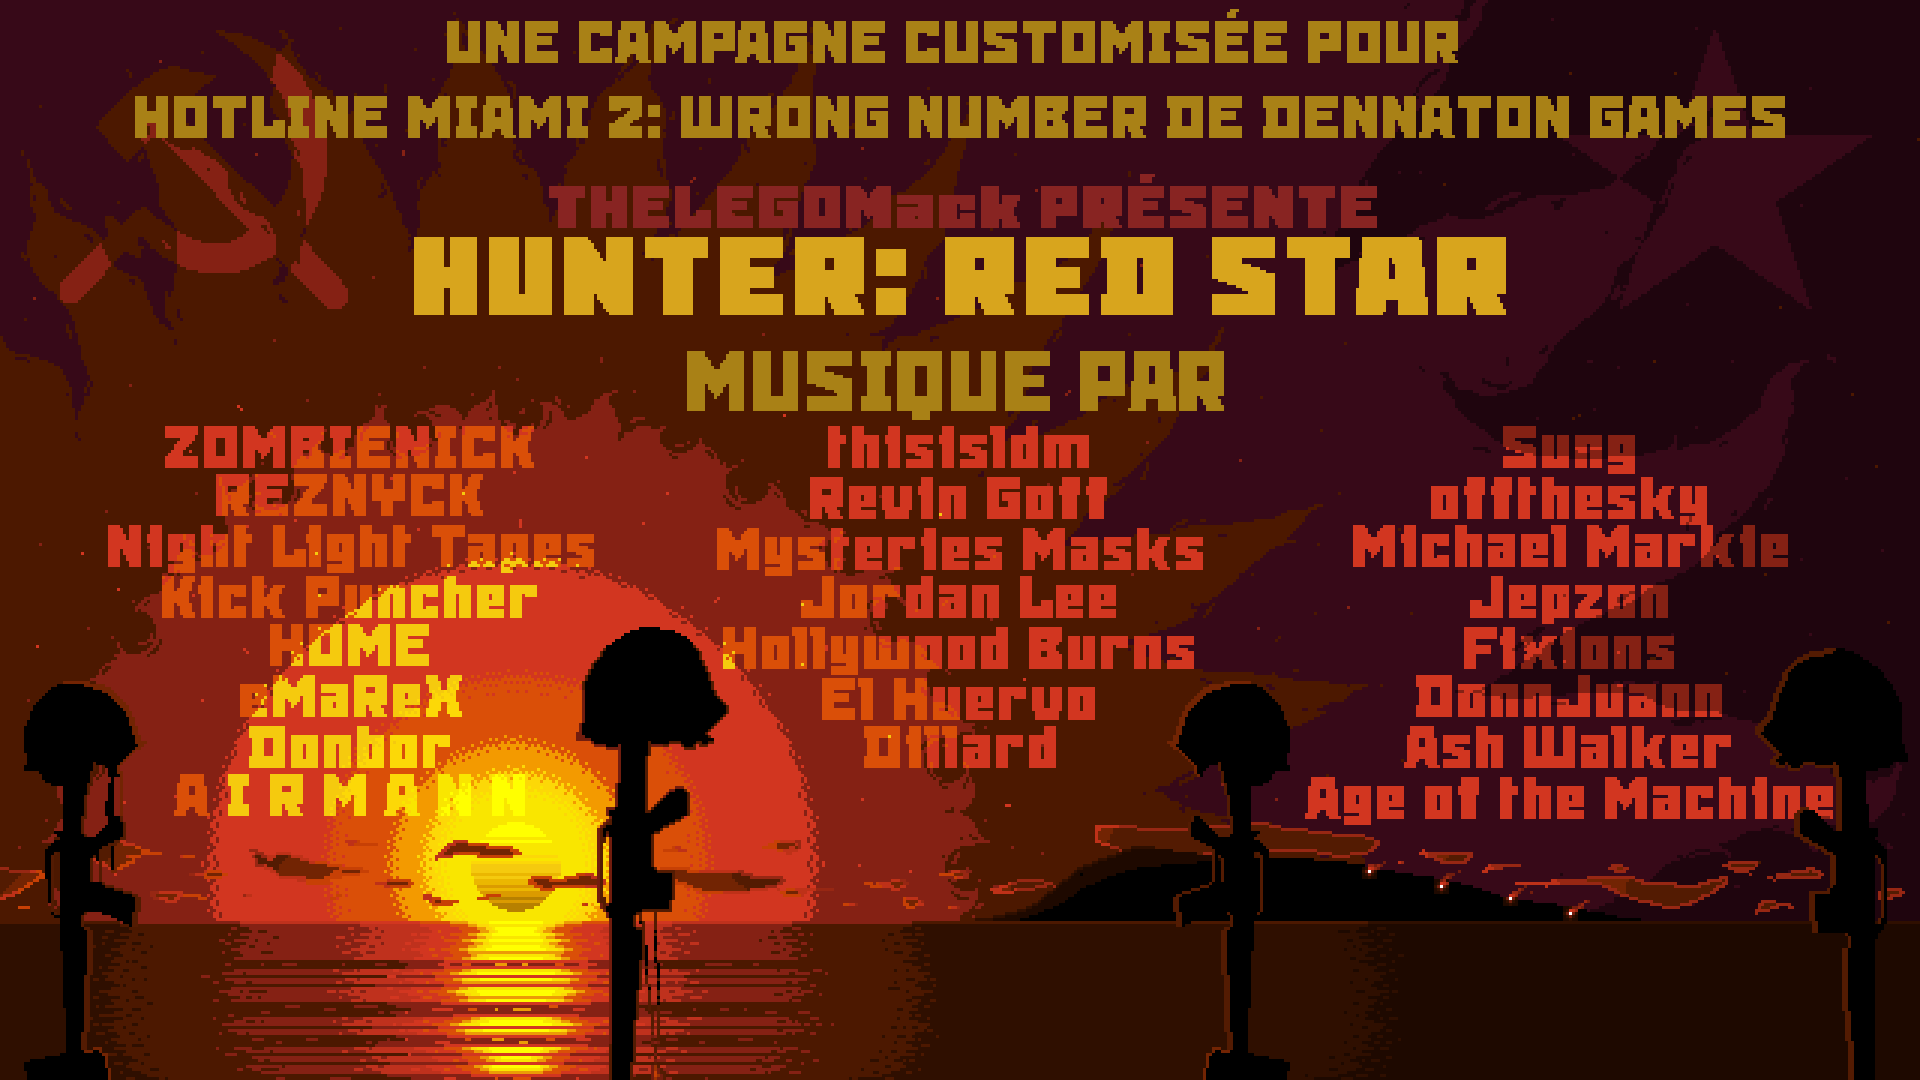 UNE CAMPAGNE CUSTOMISÉE POUR
HOTLINE MIAMI 2: WRONG NUMBER DE DENNATON GAMES
THELEGOMack PRÉSENTE
HUNTER: RED STAR
MUSIQUE PAR
ZOMBIENICK
REZNYCK
Night Light Tapes
Kick Puncher
HOME
eMaReX
Donbor
AIRMANN
thisisldm
Revin Goff
Mysteries Masks
Jordan Lee
Hollywood Burns
El Huervo
Dillard
Sung
offthesky
Michael Markie
Jepzon
Fixions
DonnJuann
Ash Walker
Age of the Machine